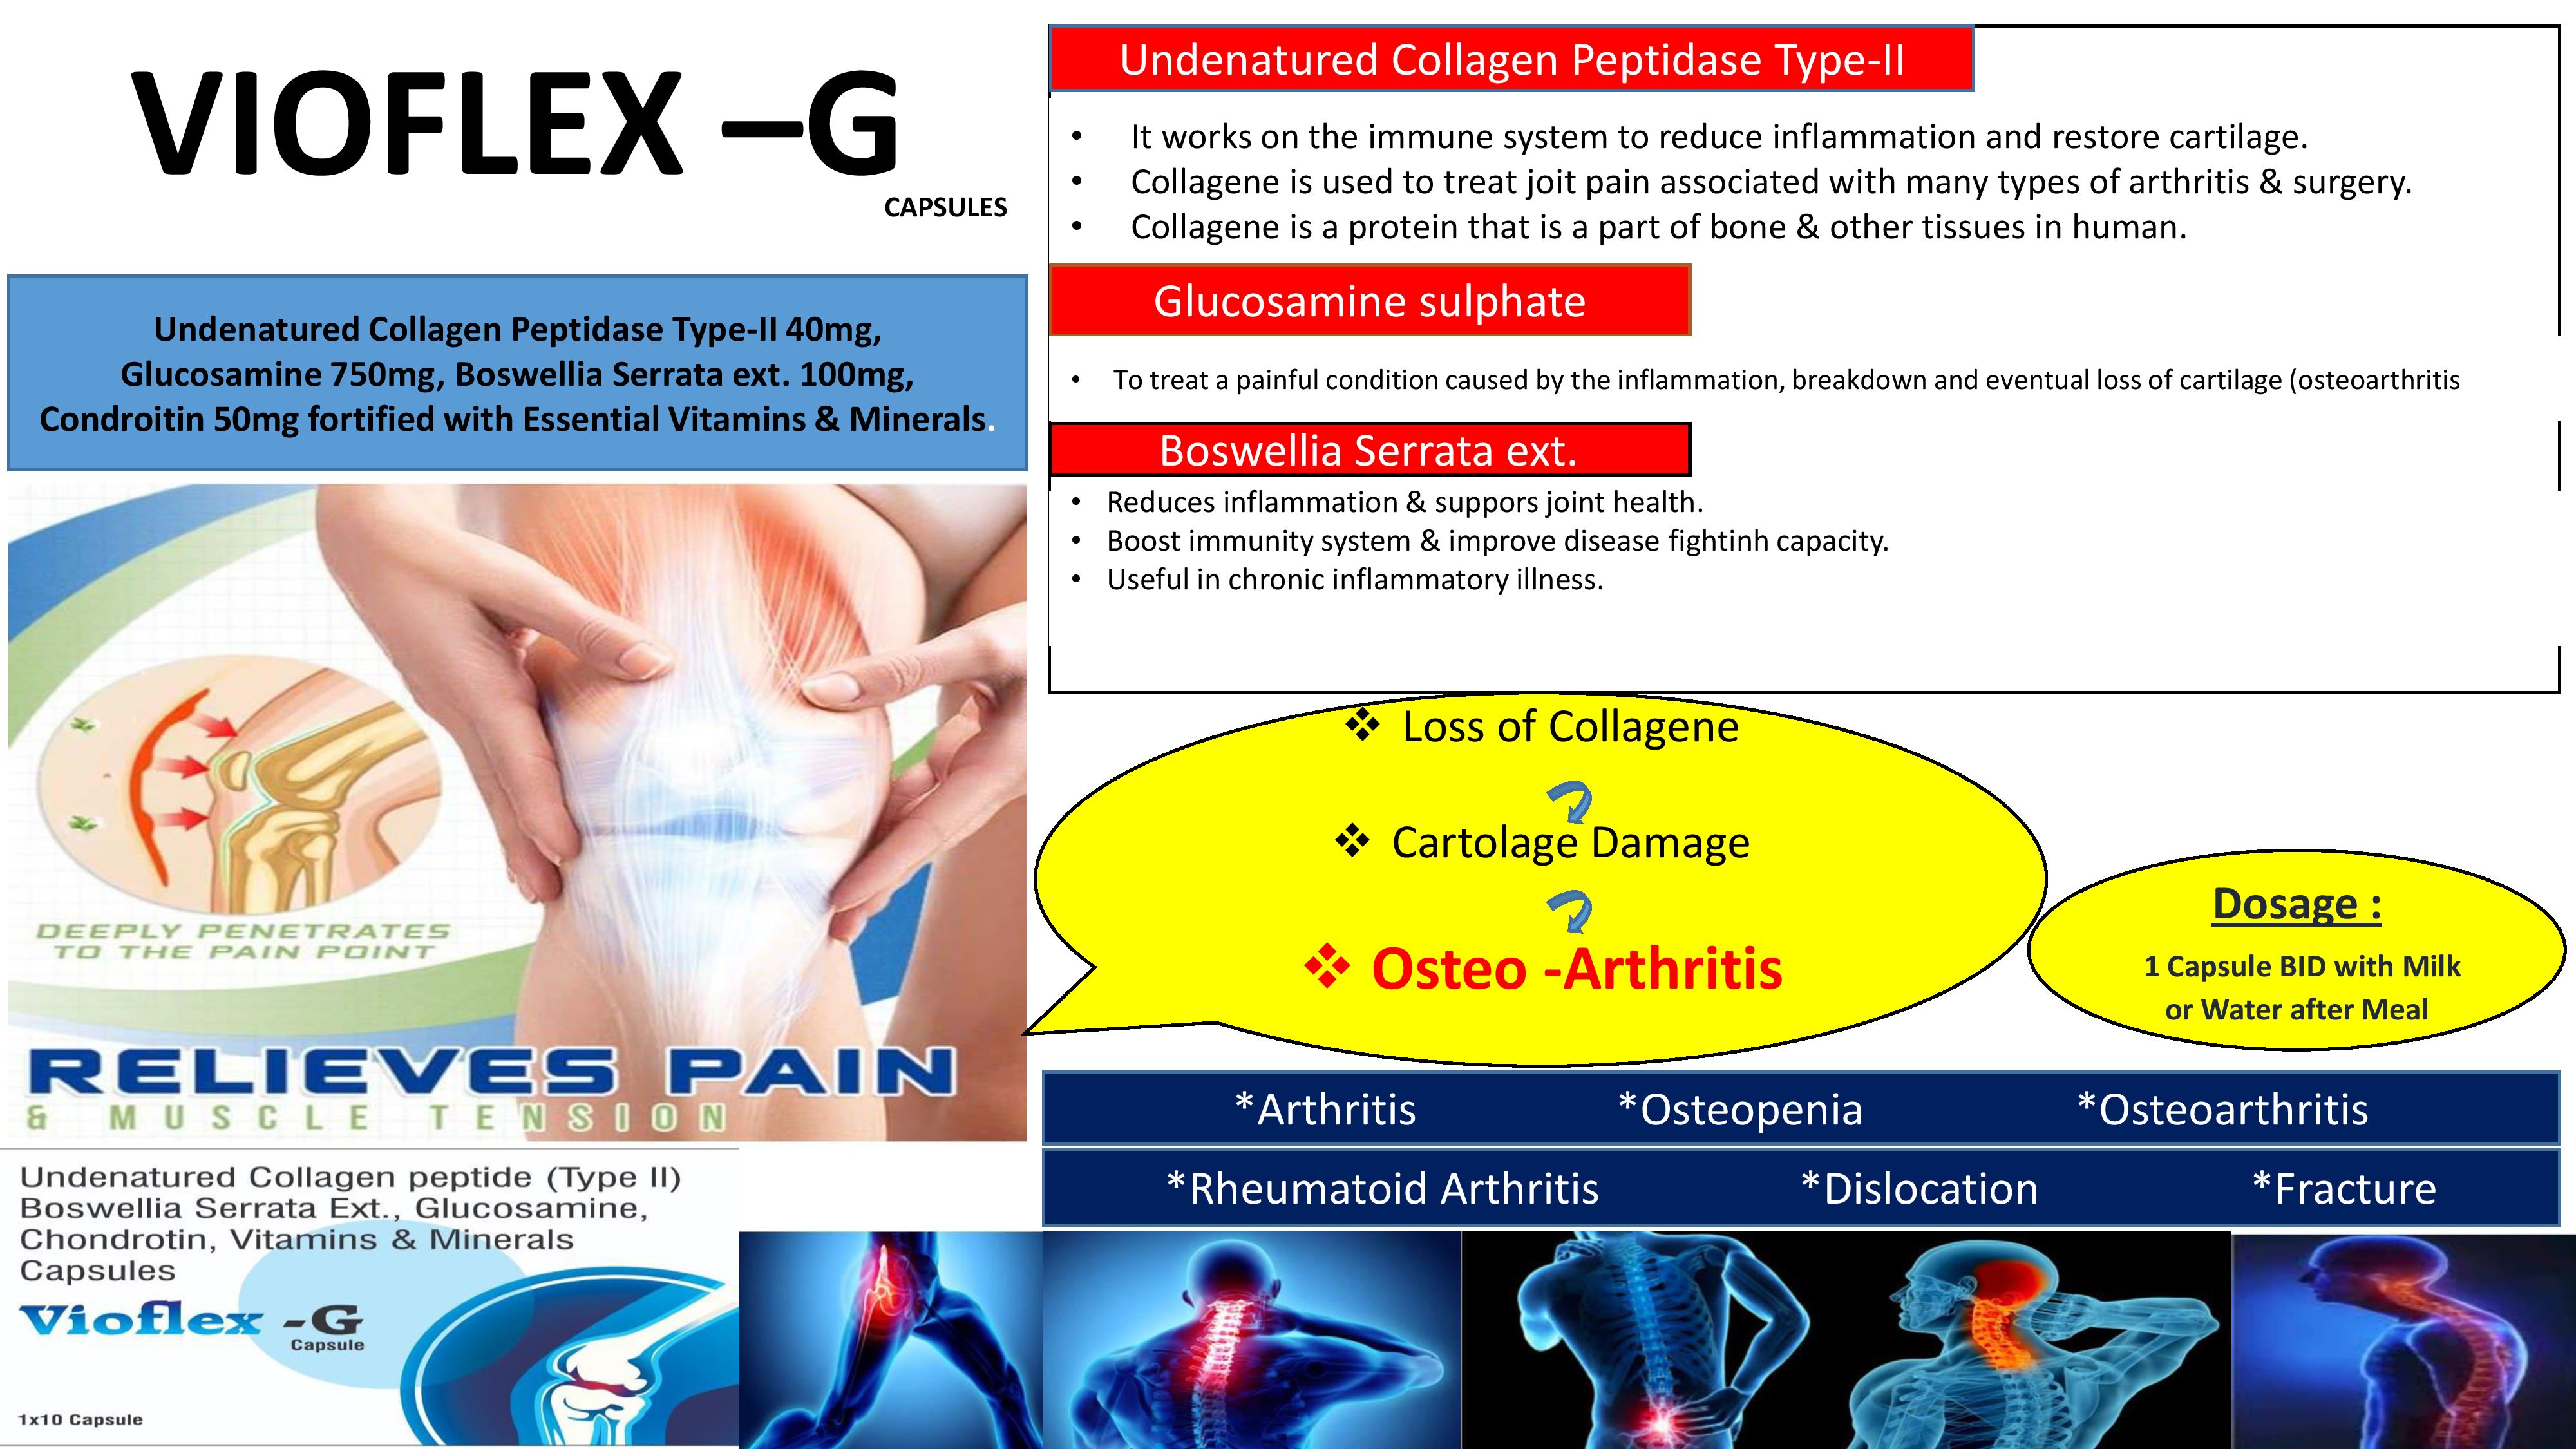 VIOFLEX –G
CAPSULES
Undenatured Collagen Peptidase Type-II 40mg,
Glucosamine 750mg, Boswellia Serrata ext. 100mg,
Condroitin 50mg fortified with Essential Vitamins & Minerals.
DEEPLY PENETRATES
TO THE PAIN POINT
RELIEVES PAIN
& MUSCLE TENSION
Undenatured Collagen peptide (Type II)
Boswellia Serrata Ext., Glucosamine,
Chondrotin, Vitamins & Minerals
Capsules
Vioflex -G
Capsule
1x10 Capsule
Undenatured Collagen Peptidase Type-II
• It works on the immune system to reduce inflammation and restore cartilage.
• Collagene is used to treat joit pain associated with many types of arthritis & surgery.
• Collagene is a protein that is a part of bone & other tissues in human.
Glucosamine sulphate
• To treat a painful condition caused by the inflammation, breakdown and eventual loss of cartilage (osteoarthritis
Boswellia Serrata ext.
• Reduces inflammation & suppors joint health.
• Boost immunity system & improve disease fightinh capacity.
• Useful in chronic inflammatory illness.
❖ Loss of Collagene
❖ Cartolage Damage
❖ Osteo -Arthritis
Dosage :
1 Capsule BID with Milk
or Water after Meal
*Arthritis *Osteopenia *Osteoarthritis
*Rheumatoid Arthritis *Dislocation *Fracture